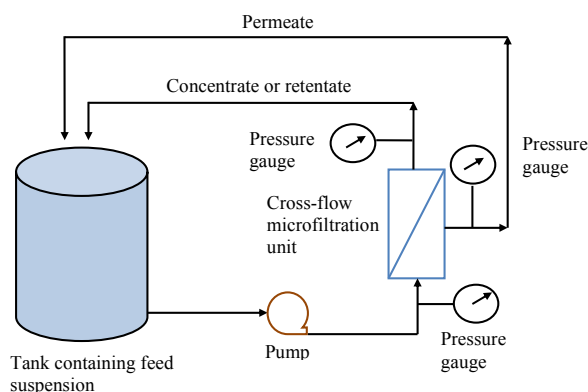 Permeate
Concentrate or retentate
Pressure
gauge
Pressure
gauge
Cross-flow
microfiltration
unit
Pump
Pressure
gauge
Tank containing feed
suspension